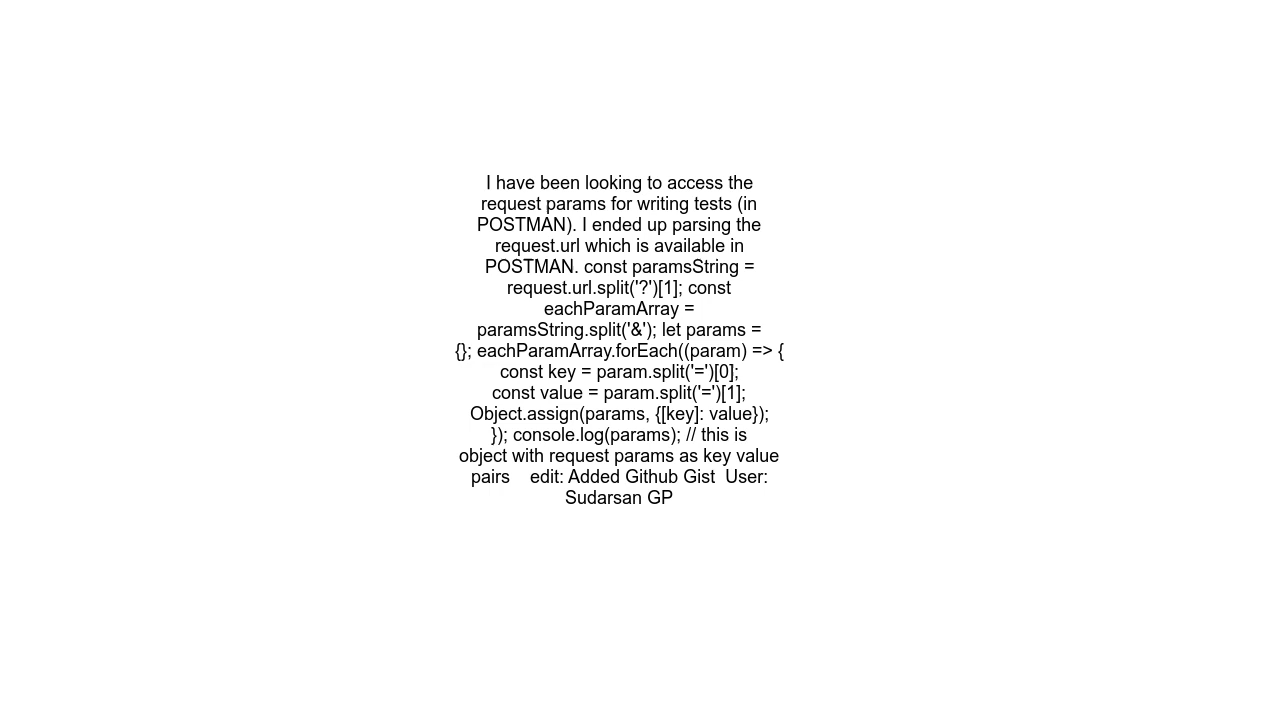 I have been looking to access the
request params for writing tests (in
POSTMAN). I ended up parsing the
request.url which is available in
POSTMAN. const paramsString =
request.url.split('?')[1]; const
eachParamArray =
paramsString.split('&'); let params =
{}; eachParamArray.forEach((param) => {
const key = param.split('=')[0];
const value = param.split('=')[1];
Object.assign(params, {[key]: value});
}); console.log(params); // this is
object with request params as key value
pairs    edit: Added Github Gist  User:
Sudarsan GP